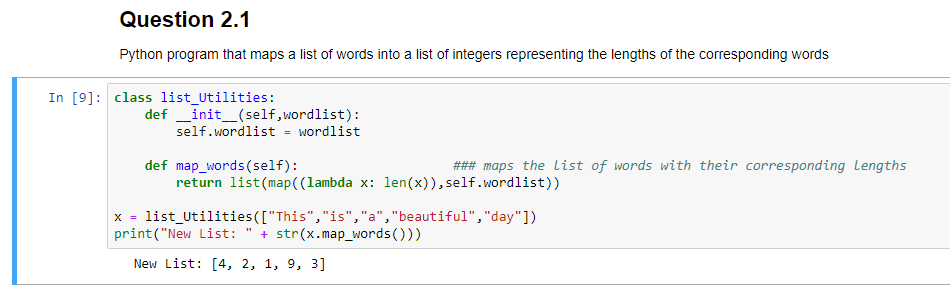 Question 2.1
Python program that maps a list of words into a list of integers representing the lengths of the corresponding words
In [9]: class list_Utilities:
    def __init__(self,wordlist):
        self.wordlist = wordlist
    def map_words(self):                    ### maps the list of words with their corresponding lengths
        return list(map((lambda x: len(x)),self.wordlist))
x = list_Utilities(["This","is","a","beautiful","day"])
print("New List: " + str(x.map_words()))
New List: [4, 2, 1, 9, 3]